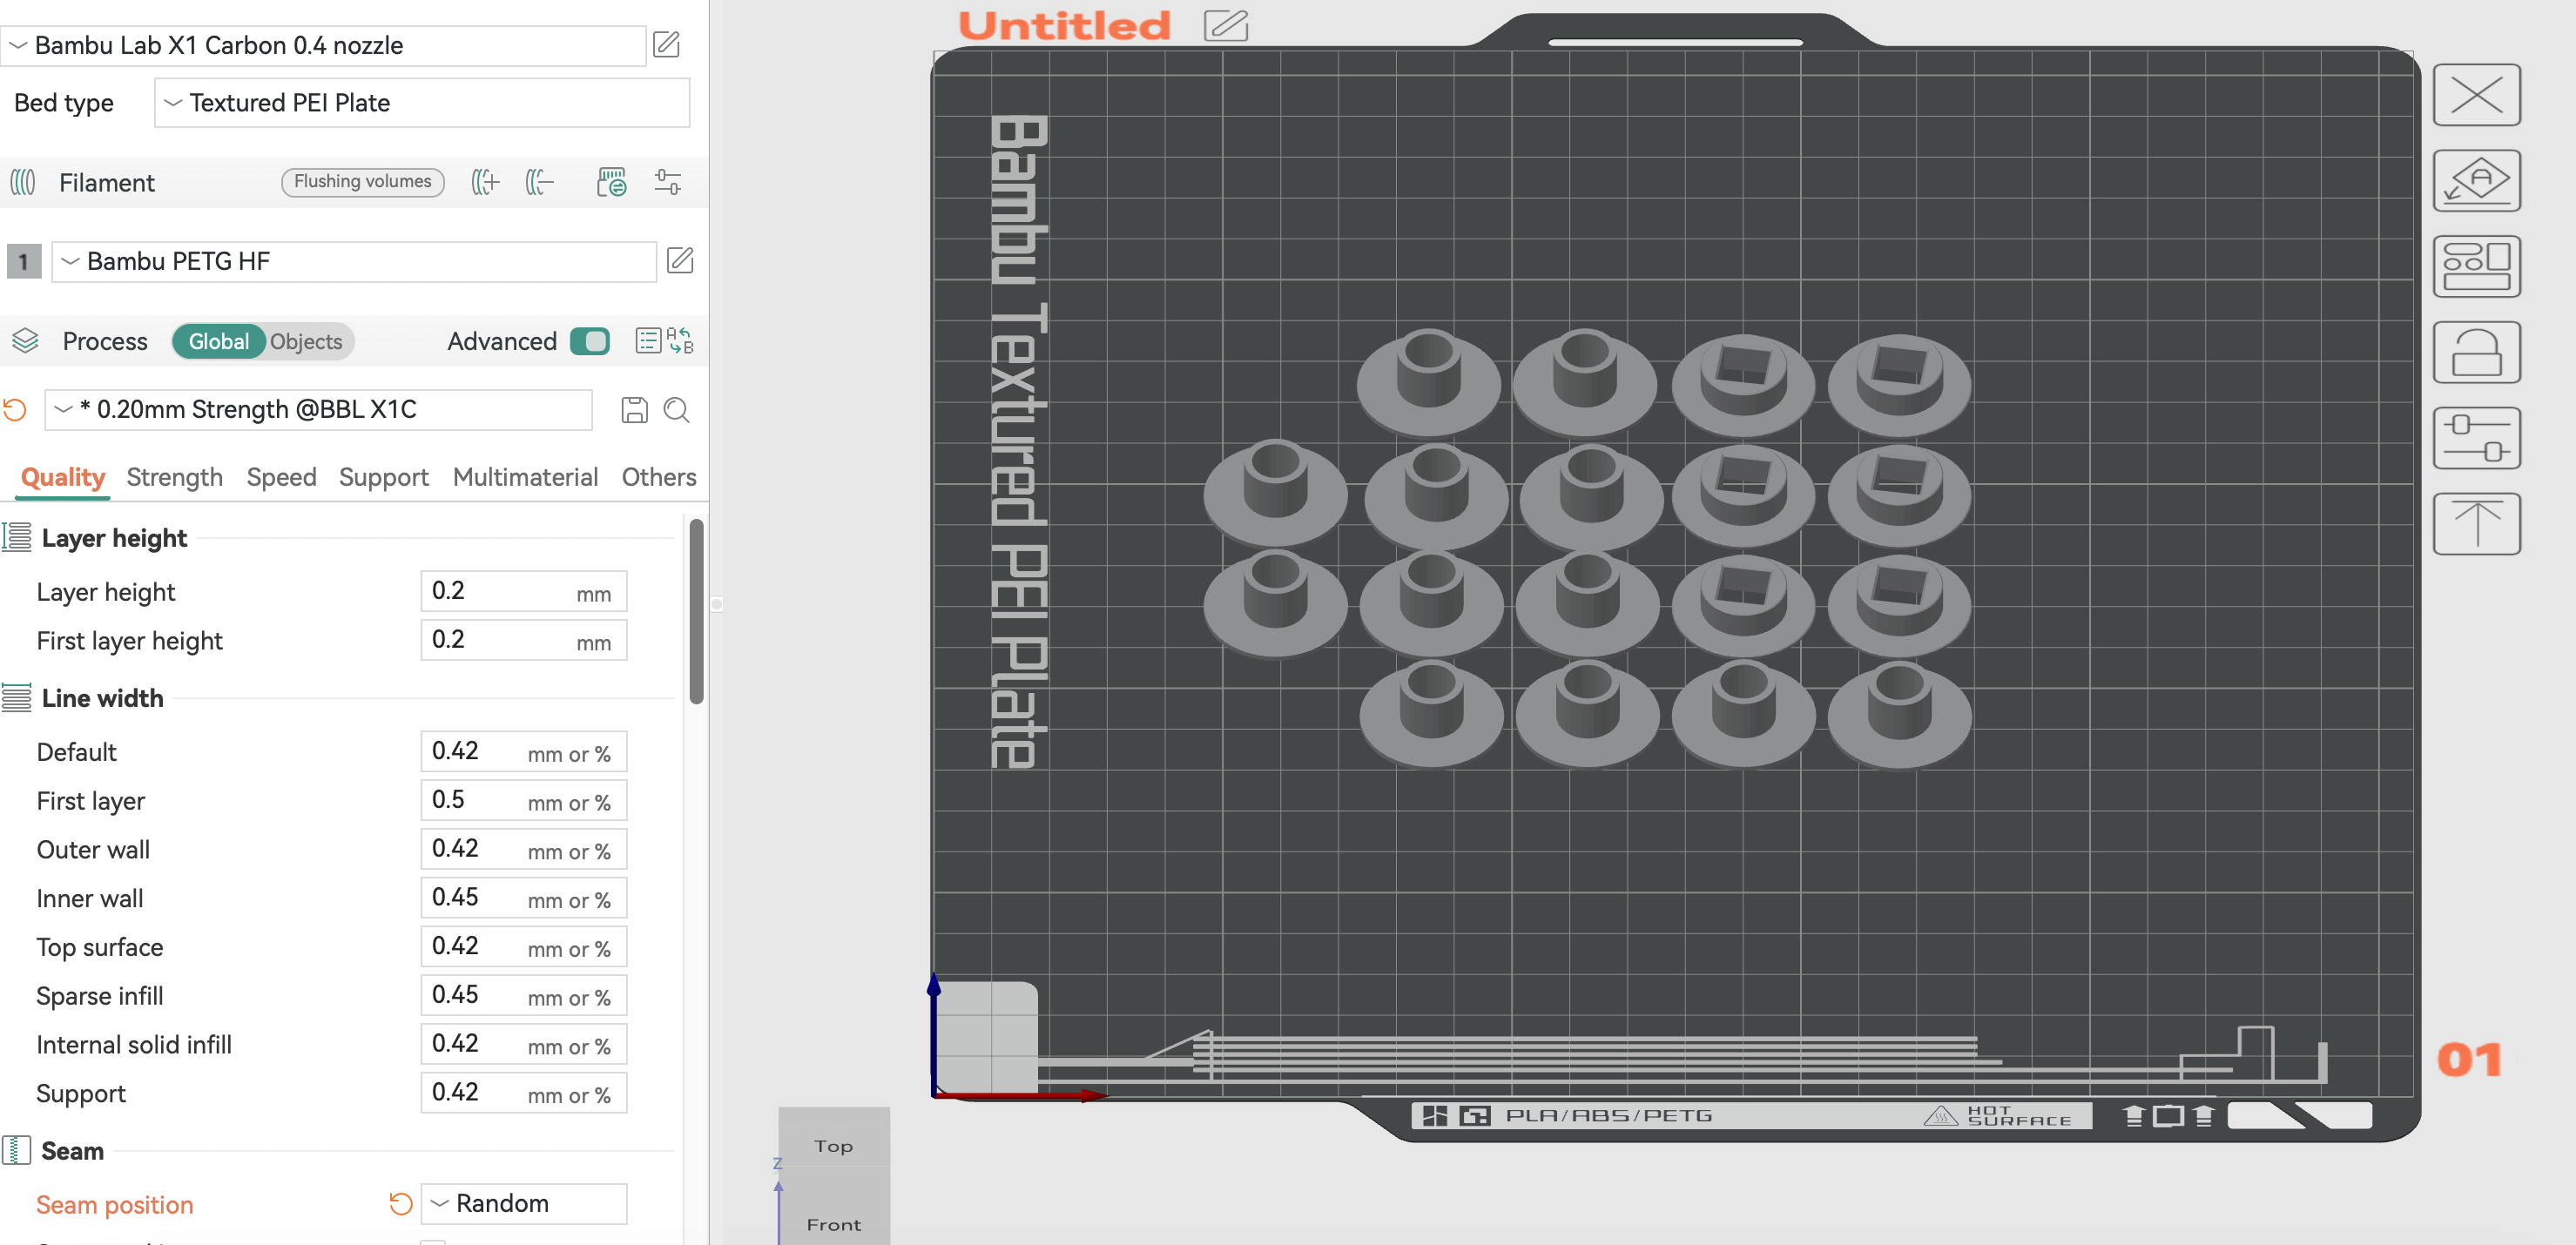 Bambu Lab X1 Carbon 0.4 nozzle
Bed type
Textured PEI Plate
Filament
Flushing volumes
1
Bambu PETG HF
Process
Global
Objects
Advanced
A
B
* 0.20mm Strength @BBL X1C
Quality
Strength
Speed
Support
Multimaterial
Others
Layer height
Layer height
0.2 mm
First layer height
0.2 mm
Line width
Default
0.42 mm or %
First layer
0.5 mm or %
Outer wall
0.42 mm or %
Inner wall
0.45 mm or %
Top surface
0.42 mm or %
Sparse infill
0.45 mm or %
Internal solid infill
0.42 mm or %
Support
0.42 mm or %
Seam
Seam position
Random
Untitled
Bambu Textured PEI Plate
A
01
PLA/ABS/PETG
HOT
SURFACE
Top
Z
Front